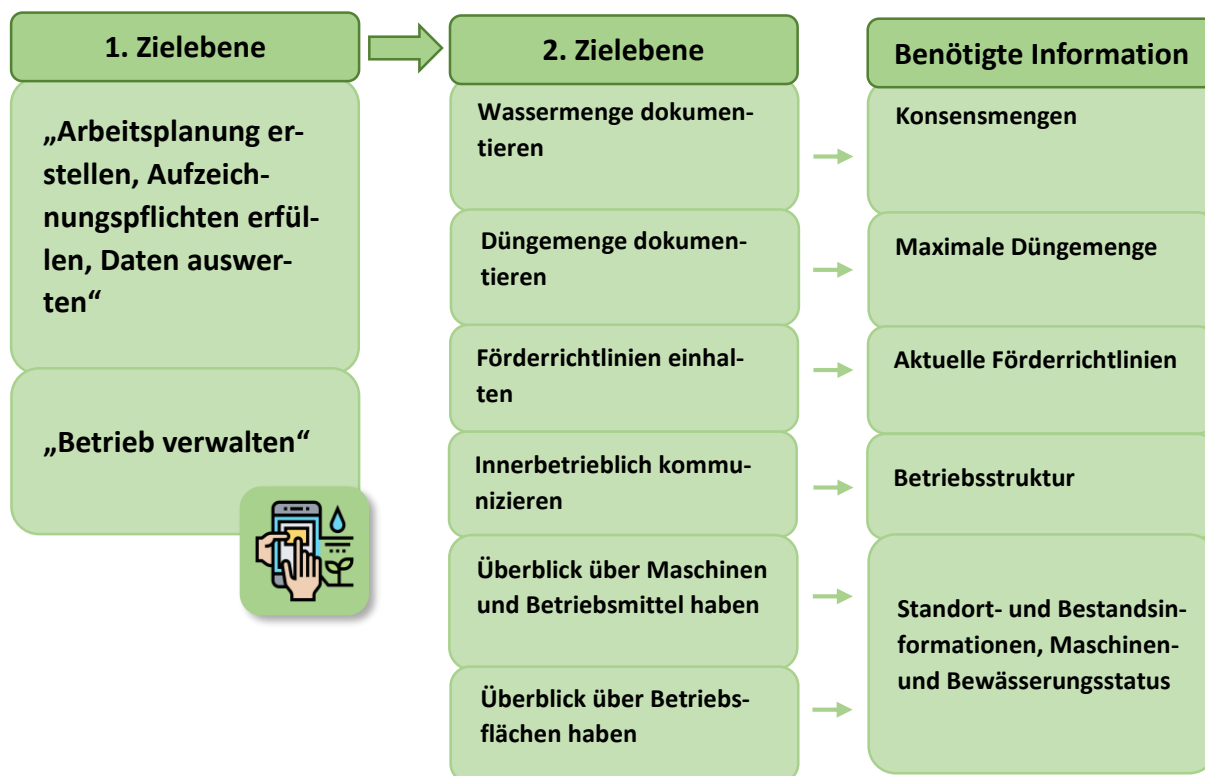 1. Zielebene
„Arbeitsplanung er-
stellen, Aufzeich-
nungspflichten erfül-
len, Daten auswer-
ten“
„Betrieb verwalten“
2. Zielebene
Wassermenge dokumen-
tieren
Düngemenge dokumen-
tieren
Förderrichtlinien einhal-
ten
Innerbetrieblich kommu-
nizieren
Überblick über Maschinen
und Betriebsmittel haben
Überblick über Betriebs-
flächen haben
Benötigte Information
Konsensmengen
Maximale Düngemenge
Aktuelle Förderrichtlinien
Betriebsstruktur
Standort- und Bestandsin-
formationen, Maschinen-
und Bewässerungsstatus